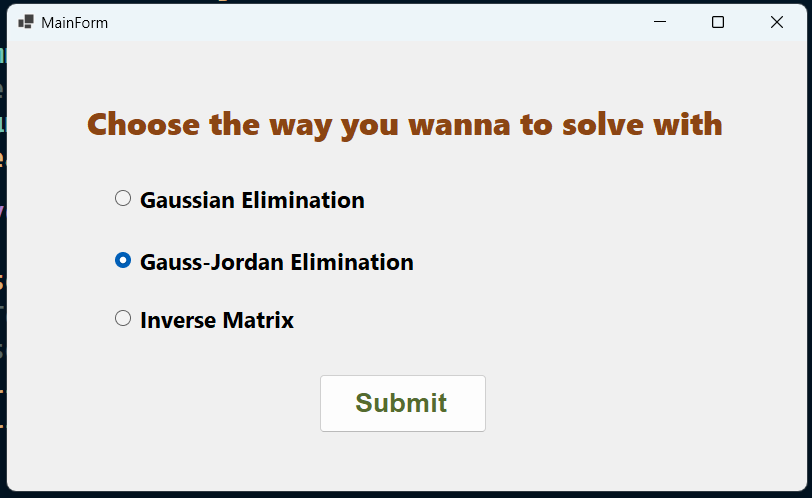 MainForm
Choose the way you wanna to solve with
Gaussian Elimination
Gauss-Jordan Elimination
Inverse Matrix
Submit